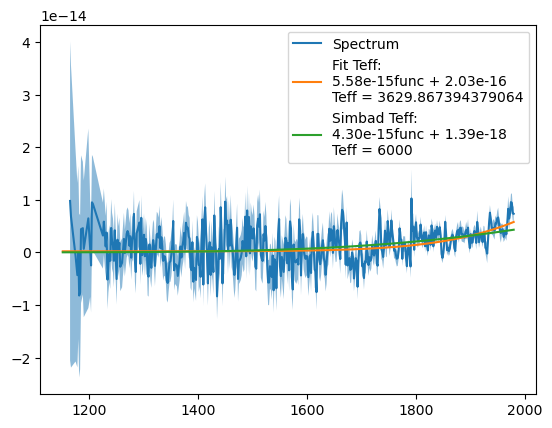 1e−14
4
3
2
1
0
−1
−2
1200
1400
1600
1800
2000
Spectrum
Fit Teff:
5.58e-15func + 2.03e-16
Teff = 3629.867394379064
Simbad Teff:
4.30e-15func + 1.39e-18
Teff = 6000